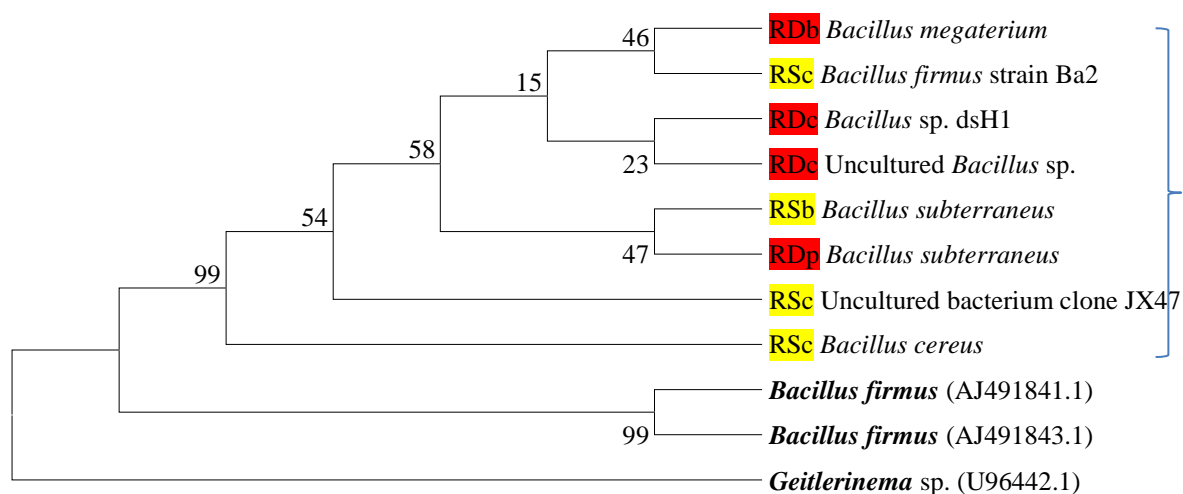 RDb Bacillus megaterium
46
RSc Bacillus firmus strain Ba2
15
RDc Bacillus sp. dsH1
58
RDc Uncultured Bacillus sp.
23
RSb Bacillus subterraneus
54
RDp Bacillus subterraneus
47
99
RSc Uncultured bacterium clone JX47
RSc Bacillus cereus
Bacillus firmus (AJ491841.1)
Bacillus firmus (AJ491843.1)
99
Geitlerinema sp. (U96442.1)